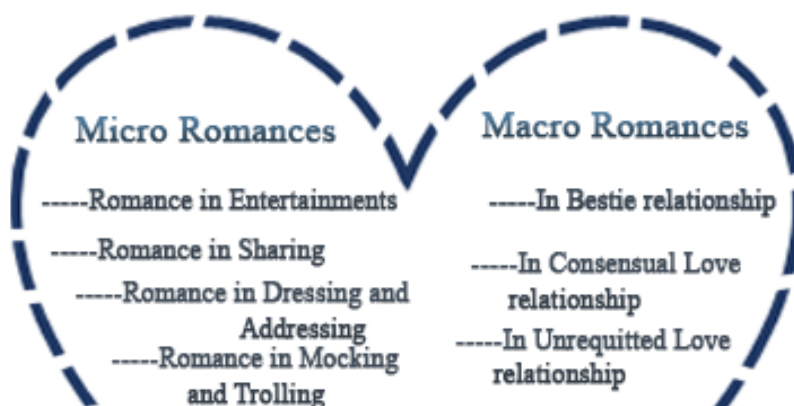 Micro Romances
-----Romance in Entertainments
-----Romance in Sharing
-----Romance in Dressing and
Addressing
-----Romance in Mocking
and Trolling
Macro Romances
-----In Bestie relationship
-----In Consensual Love
relationship
-----In Unrequitted Love
relationship